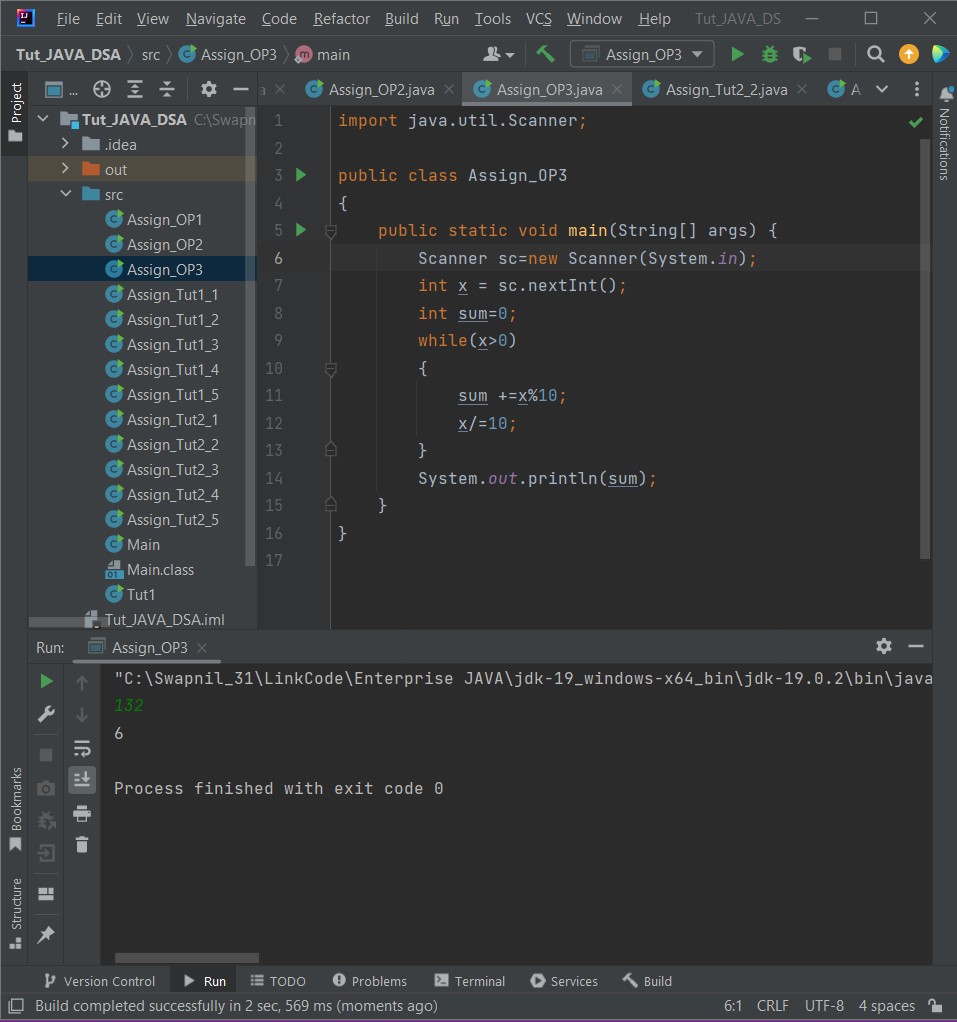 File Edit View Navigate Code Refactor Build Run Tools VCS Window Help Tut_JAVA_DS
Tut_JAVA_DSA src Assign_OP3 main Assign_OP3
Project
... a Assign_OP2.java Assign_OP3.java Assign_Tut2_2.java A
Notifications
Tut_JAVA_DSA C:\Swapn
.idea
out
src
Assign_OP1
Assign_OP2
Assign_OP3
Assign_Tut1_1
Assign_Tut1_2
Assign_Tut1_3
Assign_Tut1_4
Assign_Tut1_5
Assign_Tut2_1
Assign_Tut2_2
Assign_Tut2_3
Assign_Tut2_4
Assign_Tut2_5
Main
Main.class
Tut1
Tut_JAVA_DSA.iml
1 import java.util.Scanner;
2
3 public class Assign_OP3
4 {
5 public static void main(String[] args) {
6 Scanner sc=new Scanner(System.in);
7 int x = sc.nextInt();
8 int sum=0;
9 while(x>0)
10 {
11 sum +=x%10;
12 x/=10;
13 }
14 System.out.println(sum);
15 }
16 }
17
Run: Assign_OP3
"C:\Swapnil_31\LinkCode\Enterprise JAVA\jdk-19_windows-x64_bin\jdk-19.0.2\bin\java
132
6
Process finished with exit code 0
Bookmarks
Structure
Version Control Run TODO Problems Terminal Services Build
Build completed successfully in 2 sec, 569 ms (moments ago) 6:1 CRLF UTF-8 4 spaces